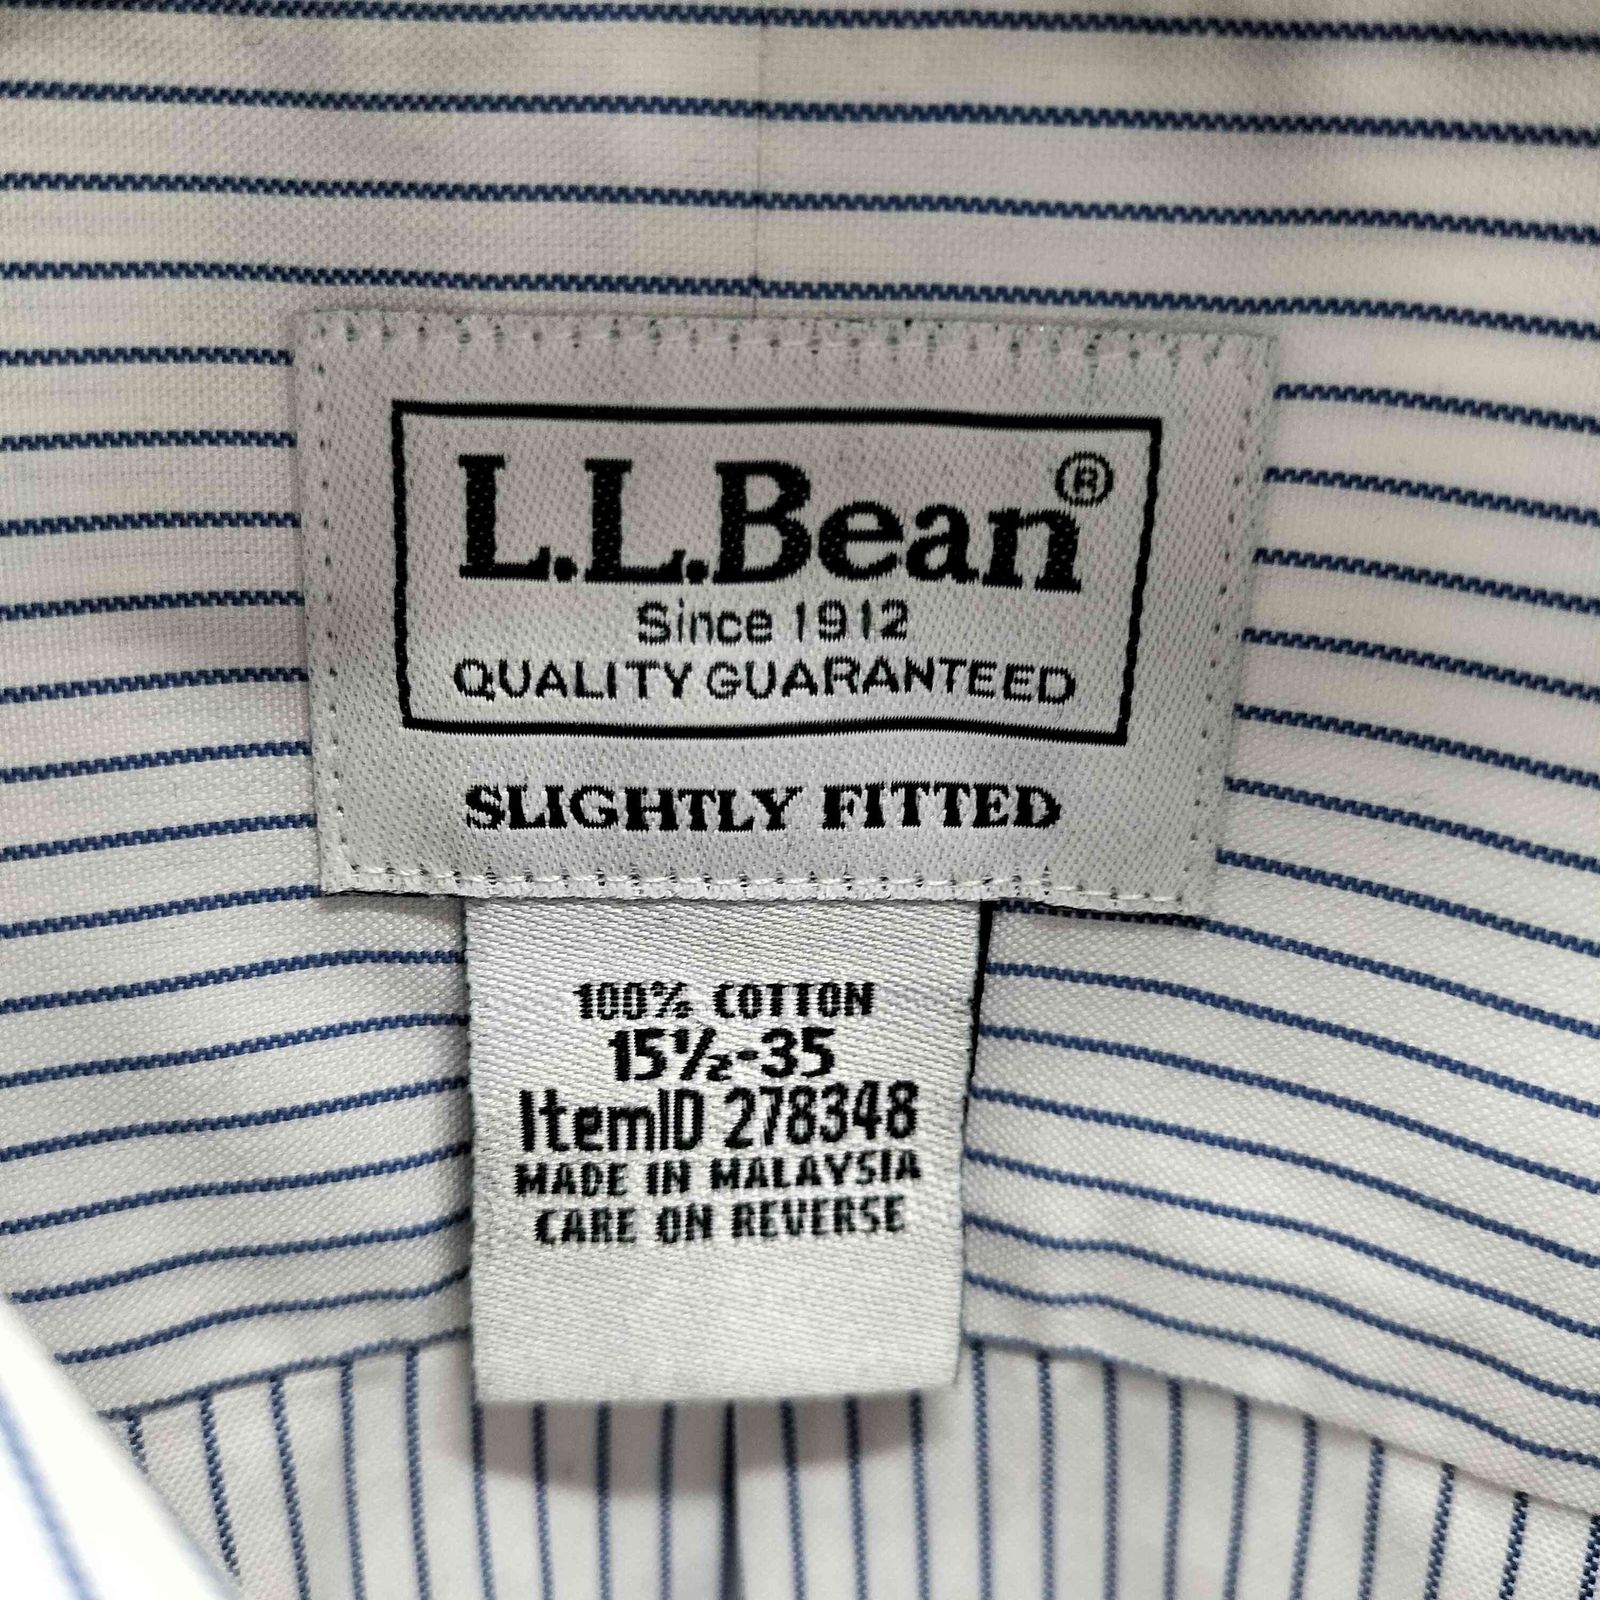 L.L.Bean®
Since 1912
QUALITY GUARANTEED
SLIGHTLY FITTED
100% COTTON
15½-35
ItemID 278348
MADE IN MALAYSIA
CARE ON REVERSE